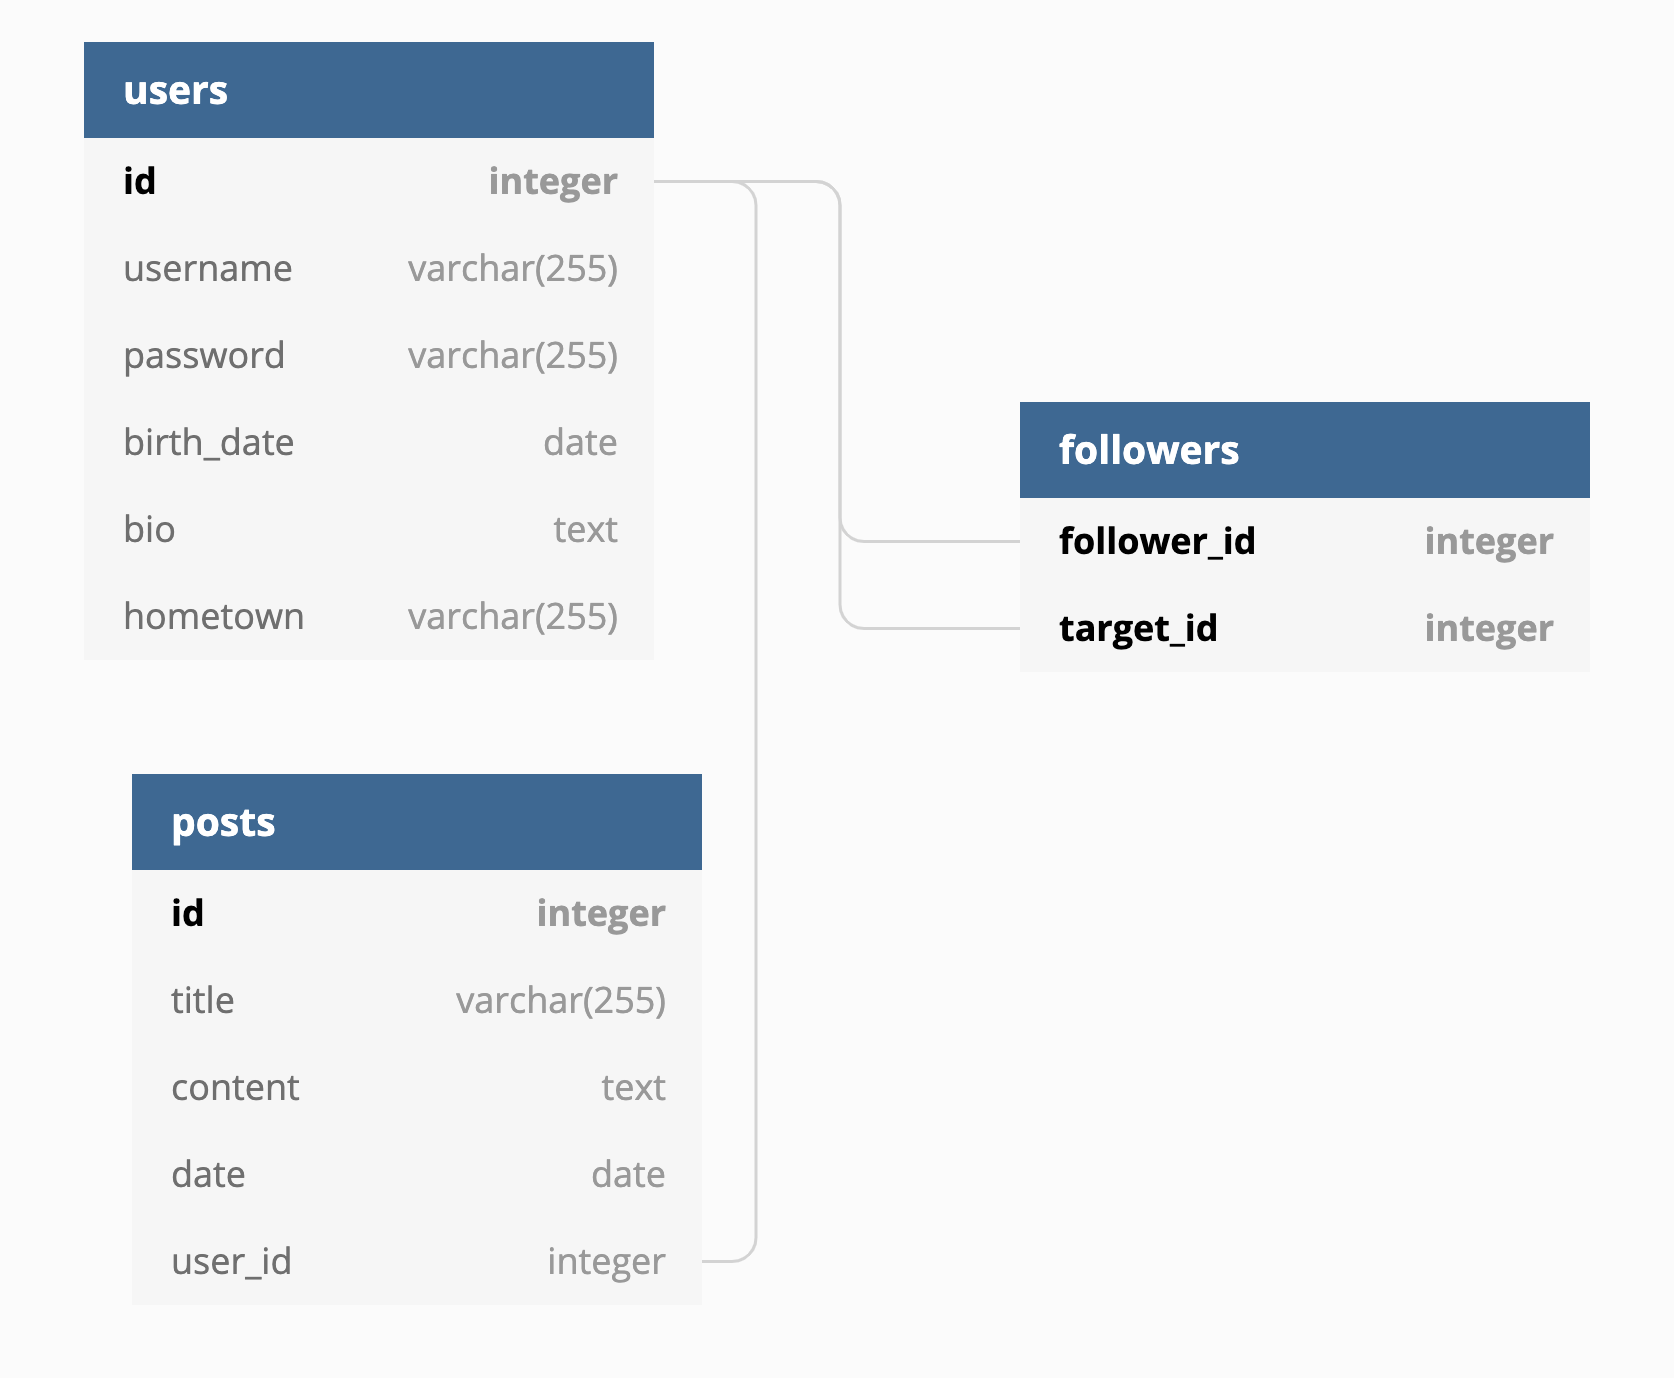 users
id integer
username varchar(255)
password varchar(255)
birth_date date
bio text
hometown varchar(255)
followers
follower_id integer
target_id integer
posts
id integer
title varchar(255)
content text
date date
user_id integer